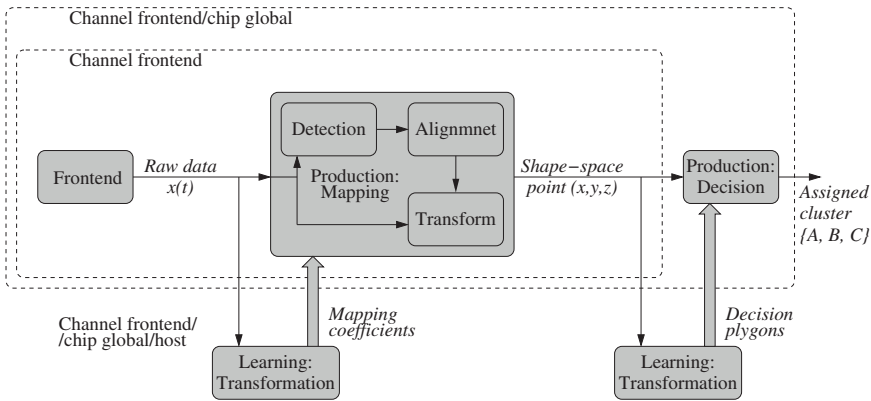 Channel frontend/chip global
Channel frontend
Detection
Alignmnet
Frontend
Raw data
x(t)
Production:
Mapping
Transform
Shape−space
point (x,y,z)
Production:
Decision
Assigned
cluster
{A, B, C}
Channel frontend/
/chip global/host
Mapping
coefficients
Decision
plygons
Learning:
Transformation
Learning:
Transformation